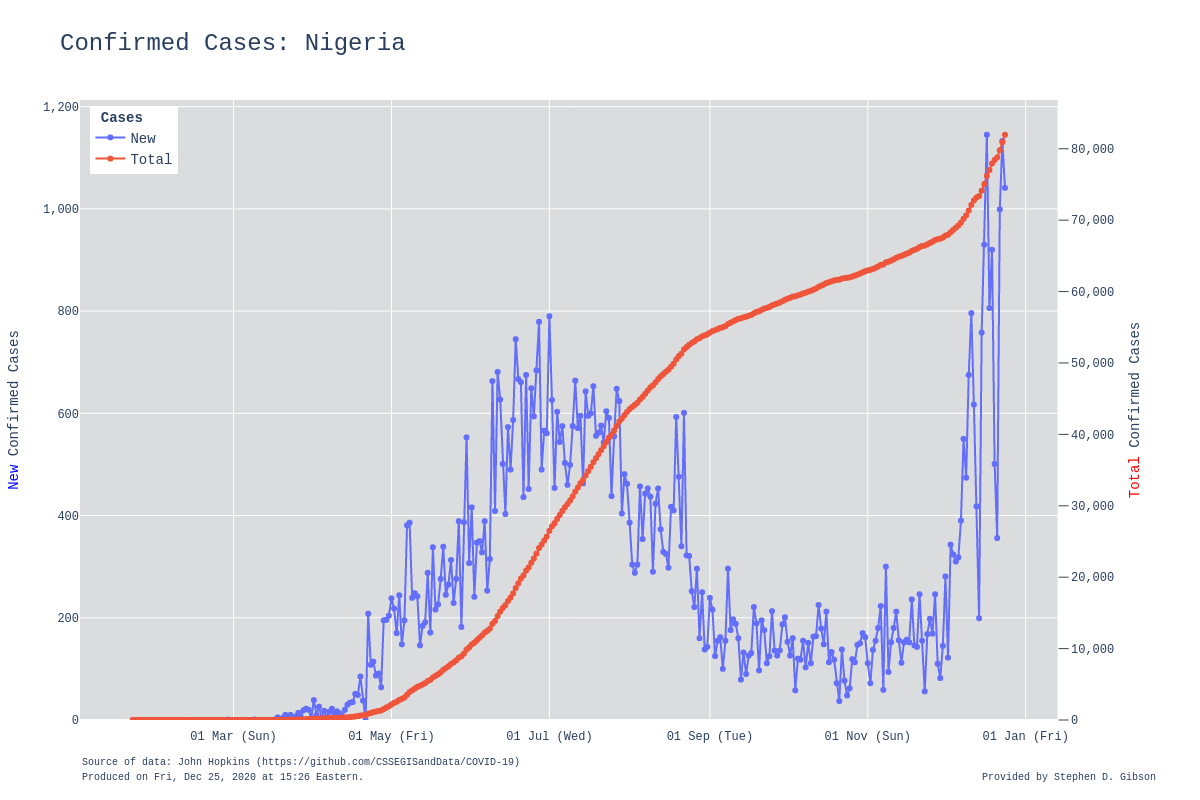 Confirmed Cases: Nigeria
Cases
New
Total
1,200
1,000
800
600
400
200
0
80,000
70,000
60,000
50,000
40,000
30,000
20,000
10,000
0
New Confirmed Cases
Total Confirmed Cases
01 Mar (Sun)
01 May (Fri)
01 Jul (Wed)
01 Sep (Tue)
01 Nov (Sun)
01 Jan (Fri)
Source of data: John Hopkins (https://github.com/CSSEGISandData/COVID-19)
Produced on Fri, Dec 25, 2020 at 15:26 Eastern.
Provided by Stephen D. Gibson